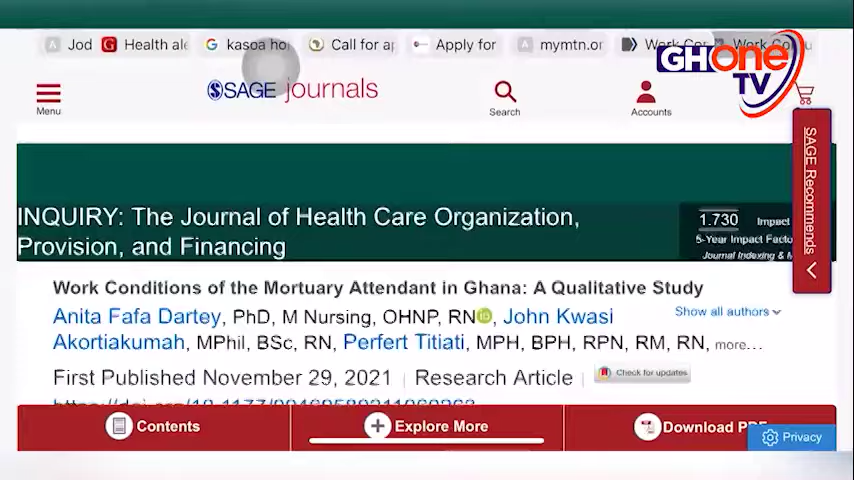 Jod
Health ale
kasoa ho
Call for ap
Apply for
mymtn.or
Work Con
GHOne
TV
Menu
SAGE journals
Search
Accounts
INQUIRY: The Journal of Health Care Organization,
Provision, and Financing
1.730 Impact
5-Year Impact Facto
Journal Indexing & M
SAGE Recommends
Work Conditions of the Mortuary Attendant in Ghana: A Qualitative Study
Anita Fafa Dartey, PhD, M Nursing, OHNP, RN, John Kwasi
Akortiakumah, MPhil, BSc, RN, Perfert Titiati, MPH, BPH, RPN, RM, RN, more...
Show all authors
First Published November 29, 2021 | Research Article
Check for updates
Contents
Explore More
Download PDF
Privacy